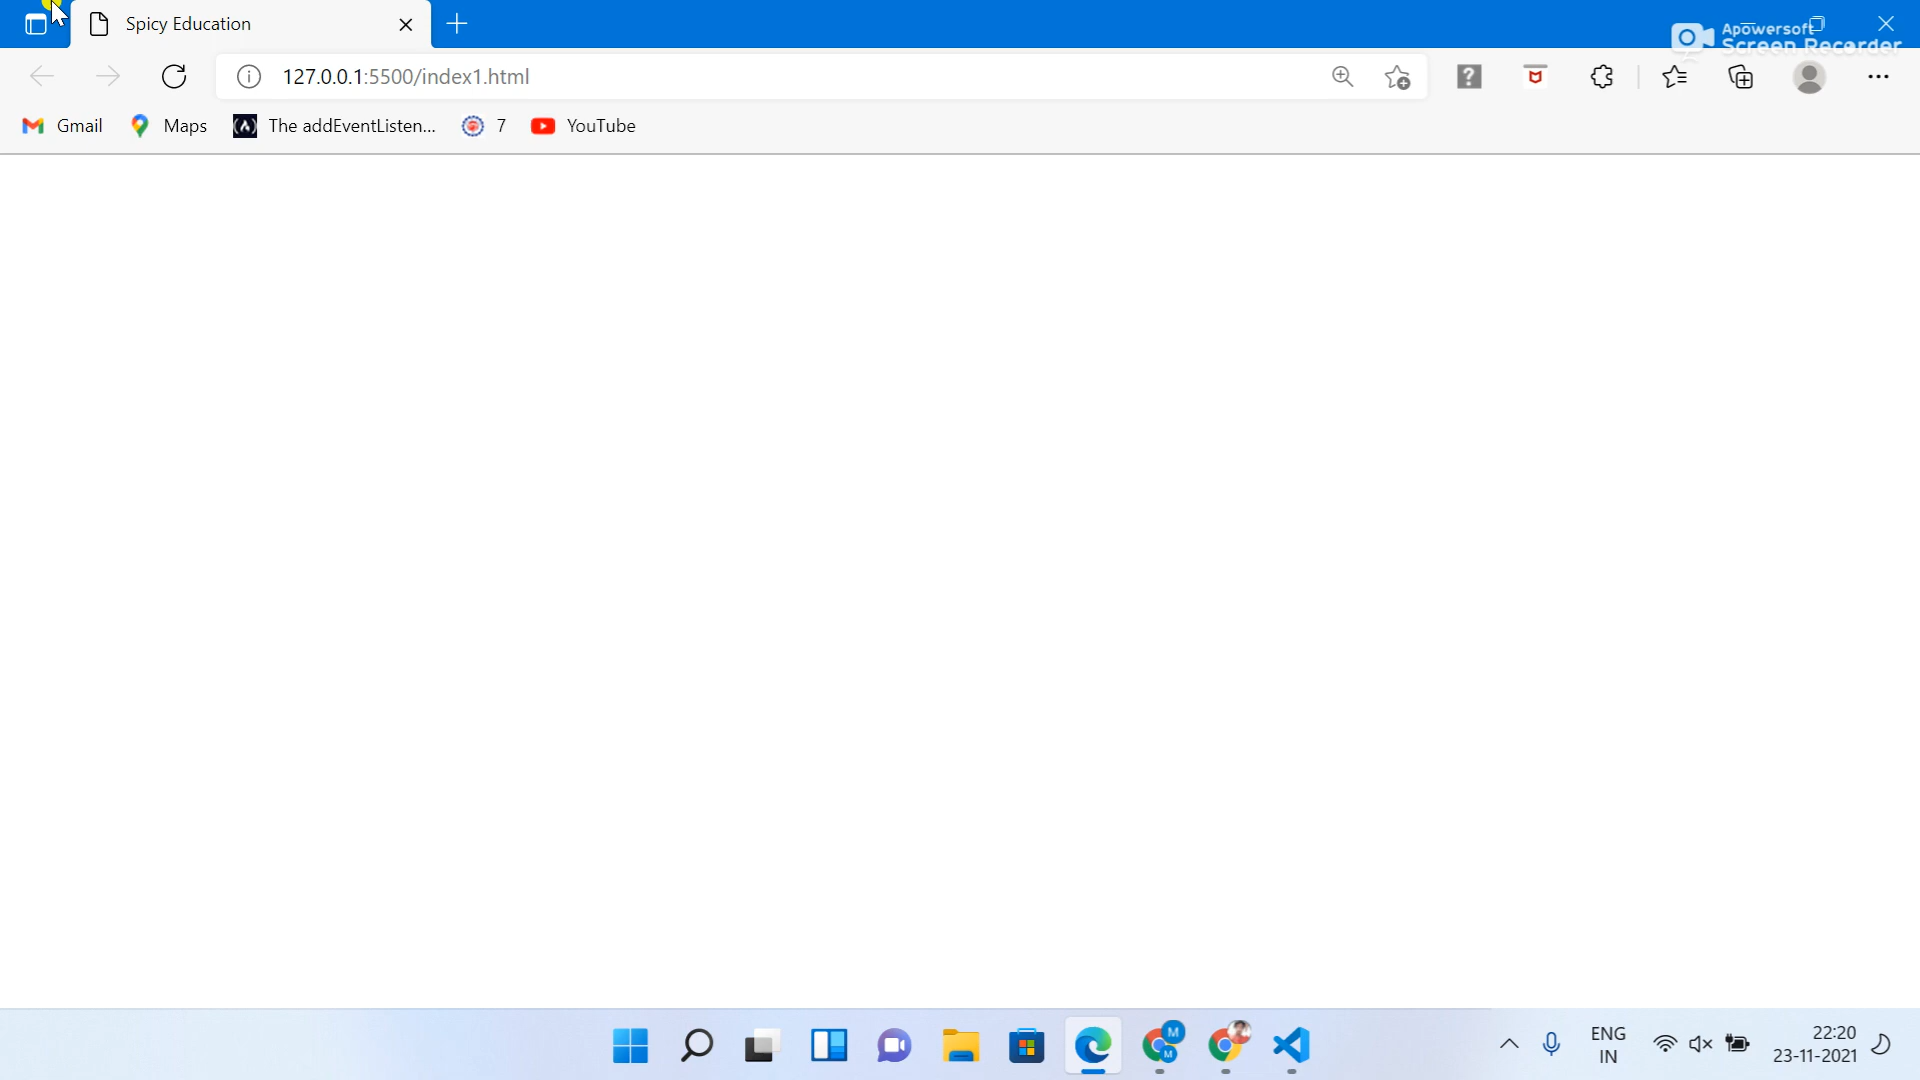 Spicy Education
Apowersoft
Screen Recorder
127.0.0.1:5500/index1.html
Gmail
Maps
The addEventListen...
7
YouTube
M
M
ENG
IN
22:20
23-11-2021